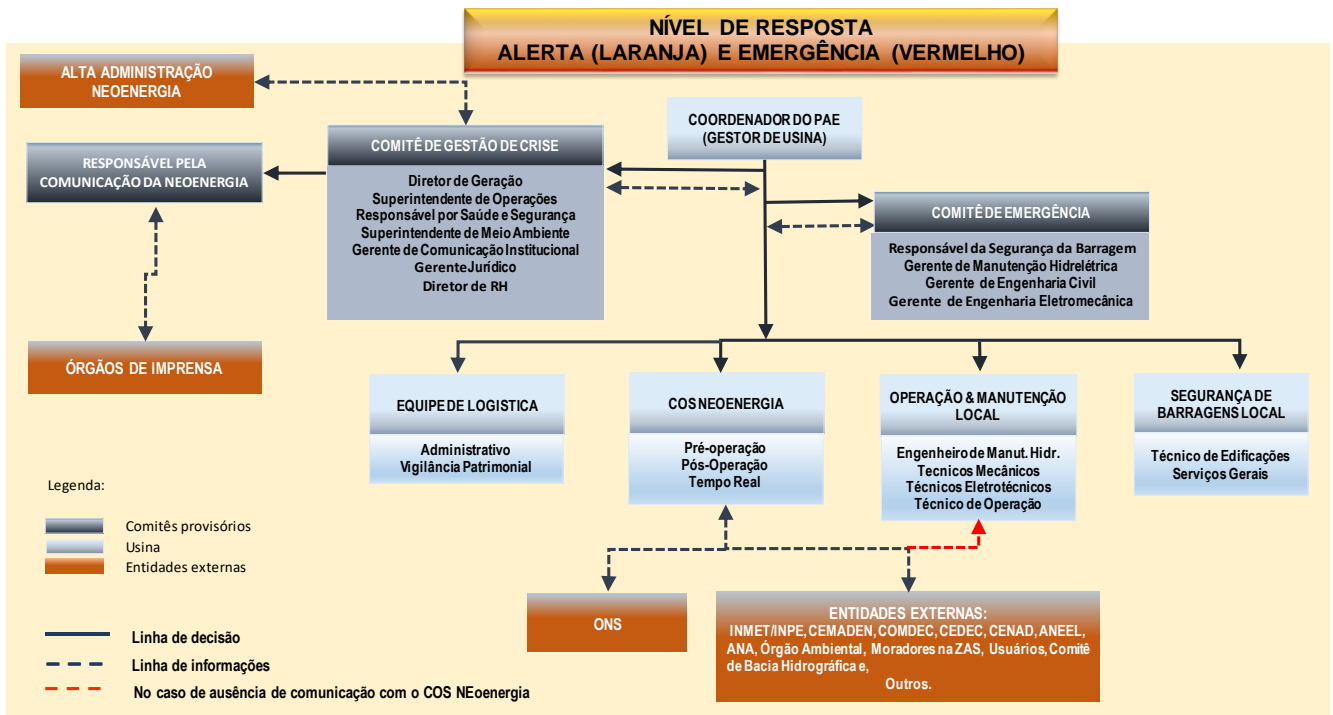 NÍVEL DE RESPOSTA
ALERTA (LARANJA) E EMERGÊNCIA (VERMELHO)
ALTA ADMINISTRAÇÃO
NEOENERGIA
COORDENADOR DO PAE
(GESTOR DE USINA)
RESPONSÁVEL PELA
COMUNICAÇÃO DA NEOENERGIA
COMITÊ DE GESTÃO DE CRISE
Diretor de Geração
Superintendente de Operações
Responsável por Saúde e Segurança
Superintendente de Meio Ambiente
Gerente de Comunicação Institucional
Gerente Jurídico
Diretor de RH
COMITÊ DE EMERGÊNCIA
Responsável da Segurança da Barragem
Gerente de Manutenção Hidrelétrica
Gerente de Engenharia Civil
Gerente de Engenharia Eletromecânica
ÓRGÃOS DE IMPRENSA
EQUIPE DE LOGISTICA
Administrativo
Vigilância Patrimonial
COS NEOENERGIA
Pré-operação
Pós-Operação
Tempo Real
OPERAÇÃO & MANUTENÇÃO
LOCAL
Engenheiro de Manut. Hidr.
Tecnicos Mecânicos
Técnicos Eletrotécnicos
Técnico de Operação
SEGURANÇA DE
BARRAGENS LOCAL
Técnico de Edificações
Serviços Gerais
Legenda:
Comitês provisórios
Usina
Entidades externas
Linha de decisão
Linha de informações
No caso de ausência de comunicação com o COS NEoenergia
ONS
ENTIDADES EXTERNAS:
INMET/INPE, CEMADEN, COMDEC, CEDEC, CENAD, ANEEL,
ANA, Órgão Ambiental, Moradores na ZAS, Usuários, Comitê
de Bacia Hidrográfica e,
Outros.